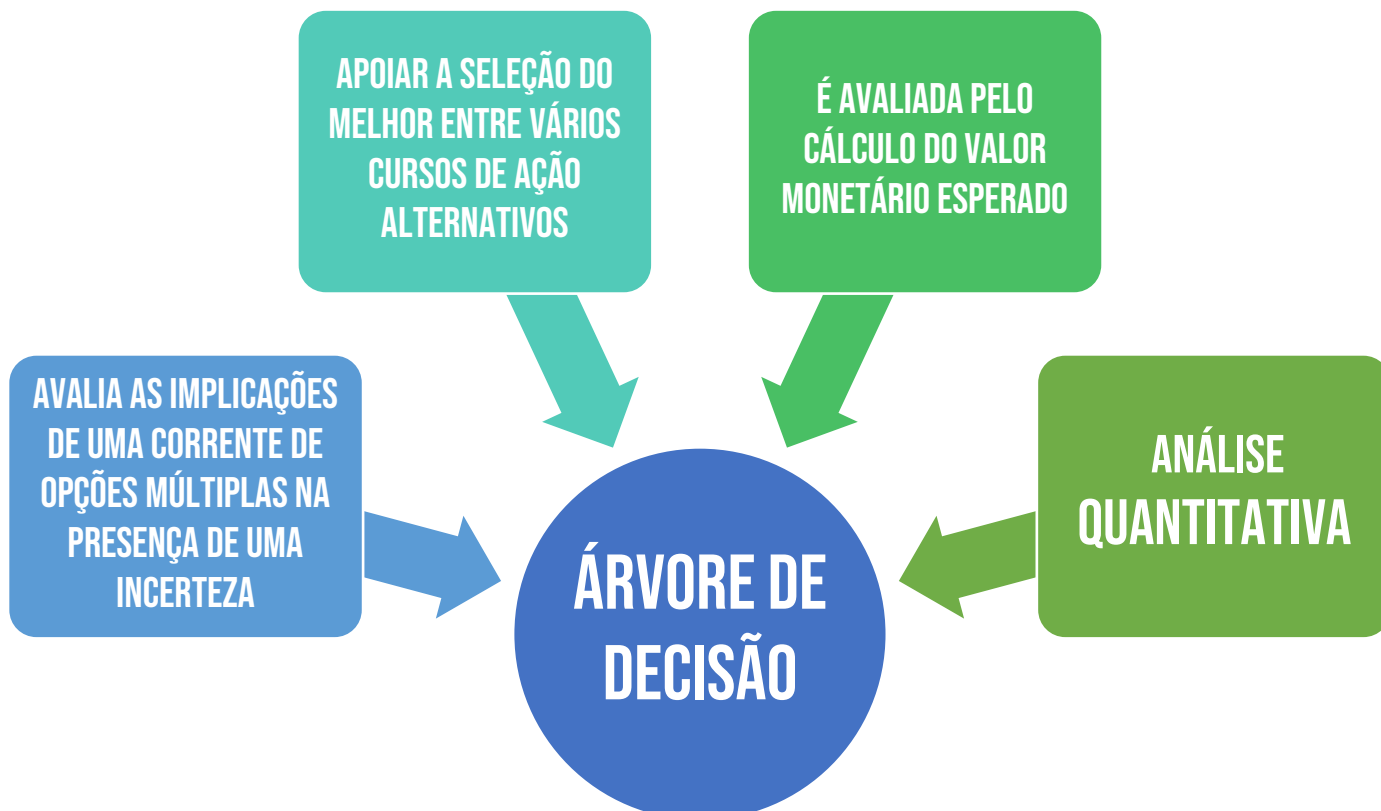 APOIAR A SELEÇÃO DO
MELHOR ENTRE VÁRIOS
CURSOS DE AÇÃO
ALTERNATIVOS
É AVALIADA PELO
CÁLCULO DO VALOR
MONETÁRIO ESPERADO
AVALIA AS IMPLICAÇÕES
DE UMA CORRENTE DE
OPÇÕES MÚLTIPLAS NA
PRESENÇA DE UMA
INCERTEZA
ANÁLISE
QUANTITATIVA
ÁRVORE DE
DECISÃO